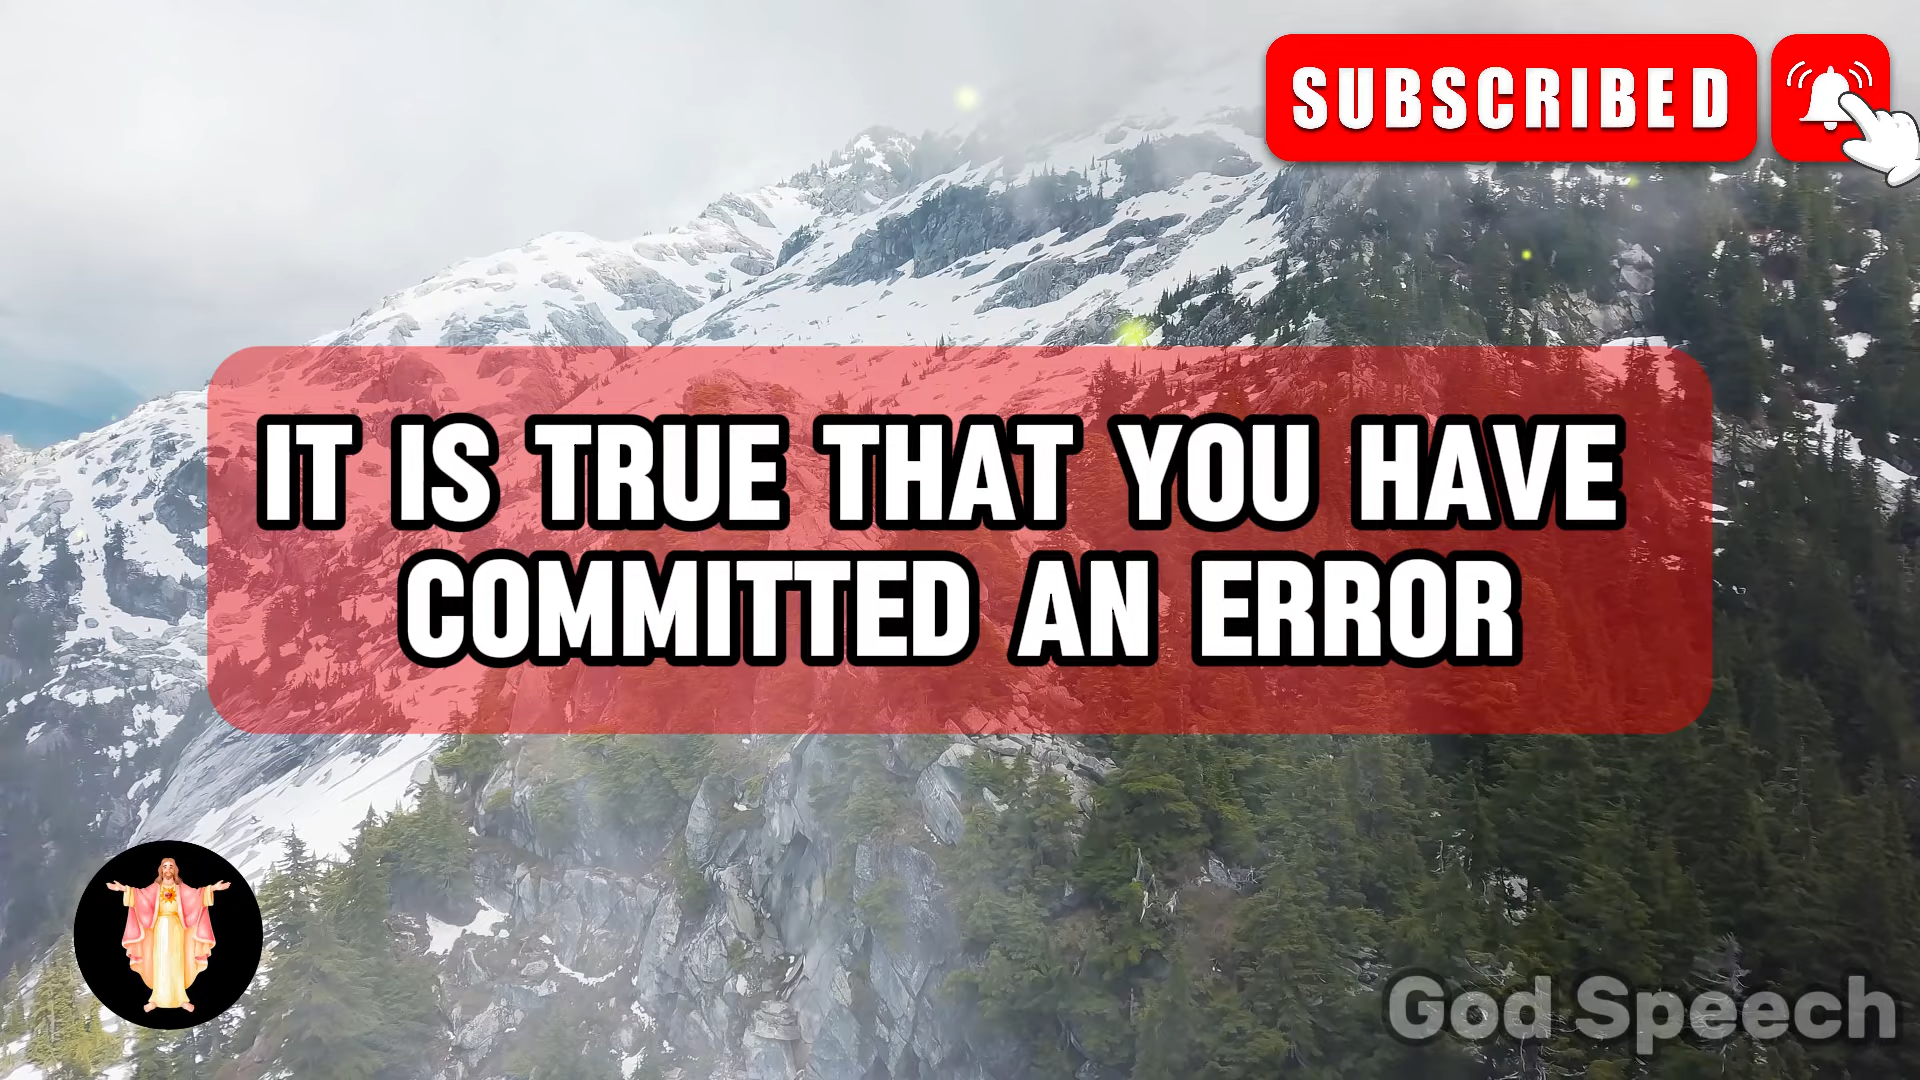 SUBSCRIBED
IT IS TRUE THAT YOU HAVE
COMMITTED AN ERROR
God Speech